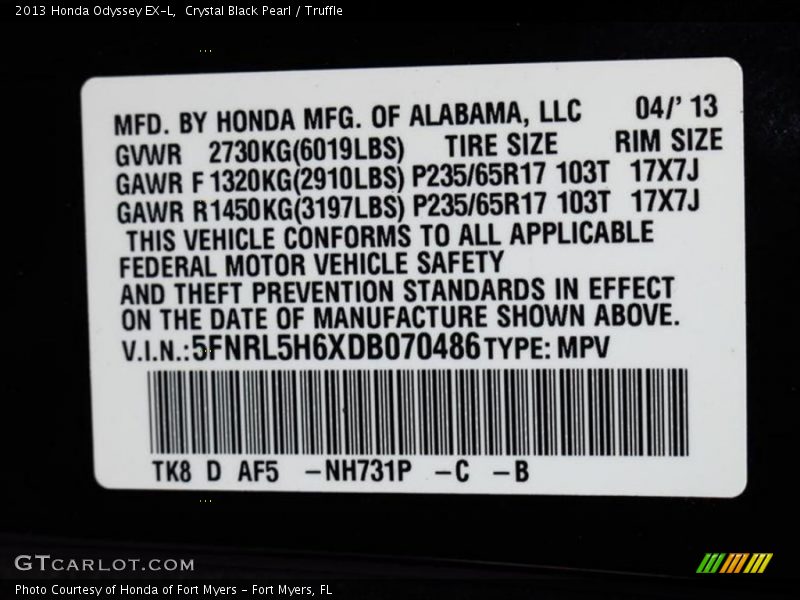 2013 Honda Odyssey EX-L,  Crystal Black Pearl / Truffle
MFD. BY HONDA MFG. OF ALABAMA, LLC 04/' 13
GVWR 2730KG(6019LBS) TIRE SIZE RIM SIZE
GAWR F 1320KG(2910LBS) P235/65R17 103T 17X7J
GAWR R1450KG(3197LBS) P235/65R17 103T 17X7J
THIS VEHICLE CONFORMS TO ALL APPLICABLE
FEDERAL MOTOR VEHICLE SAFETY
AND THEFT PREVENTION STANDARDS IN EFFECT
ON THE DATE OF MANUFACTURE SHOWN ABOVE.
V.I.N.:5FNRL5H6XDB070486 TYPE: MPV
TK8 D AF5 -NH731P -C -B
GTCARLOT.COM
Photo Courtesy of Honda of Fort Myers - Fort Myers, FL